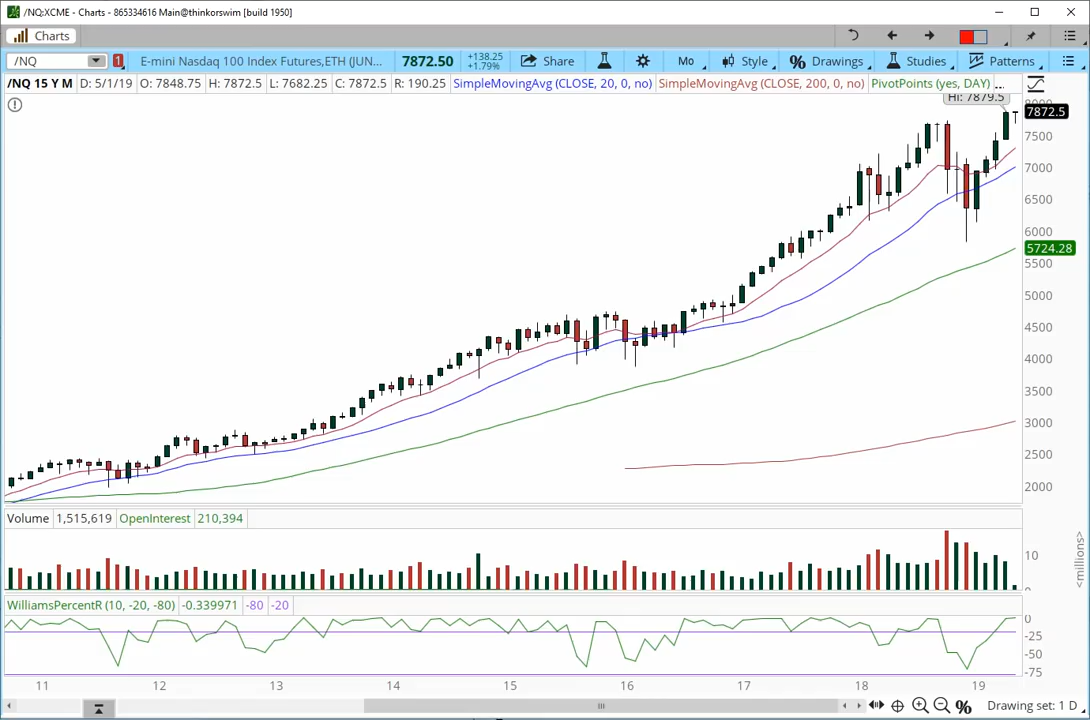 /NQ:XCME - Charts - 865334616 Main@thinkorswim [build 1950]
Charts
/NQ 1 E-mini Nasdaq 100 Index Futures,ETH (JUN... 7872.50 +138.25 +1.79% Share Mo Style % Drawings Studies Patterns
/NQ 15 Y M D: 5/1/19 O: 7848.75 H: 7872.5 L: 7682.25 C: 7872.5 R: 190.25 SimpleMovingAvg (CLOSE, 20, 0, no) SimpleMovingAvg (CLOSE, 200, 0, no) PivotPoints (yes, DAY) ...
Hi: 7879.5
8000
7872.5
7500
7000
6500
6000
5724.28
5500
5000
4500
4000
3500
3000
2500
2000
Volume 1,515,619 OpenInterest 210,394
10
0
<millions>
WilliamsPercentR (10, -20, -80) -0.339971 -80 -20
0
-25
-50
-75
11 12 13 14 15 16 17 18 19
% Drawing set: 1 D